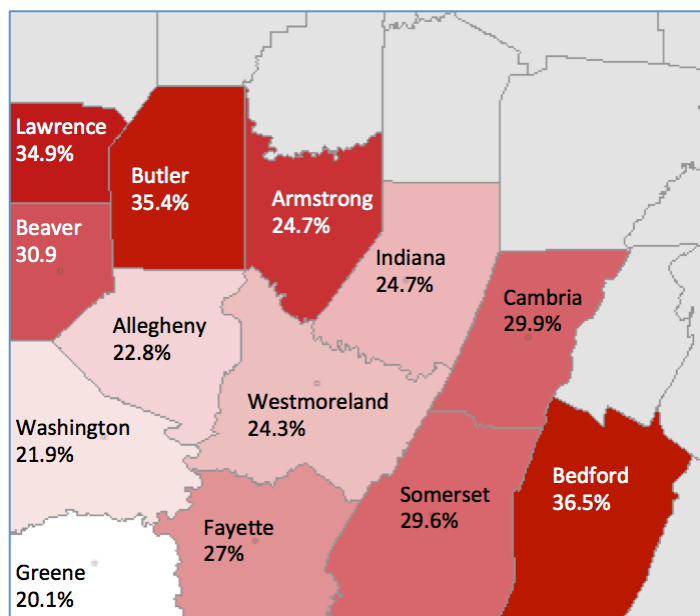 Lawrence
34.9%
Butler
35.4%
Armstrong
24.7%
Beaver
30.9
Indiana
24.7%
Cambria
29.9%
Allegheny
22.8%
Westmoreland
24.3%
Washington
21.9%
Bedford
36.5%
Somerset
29.6%
Fayette
27%
Greene
20.1%